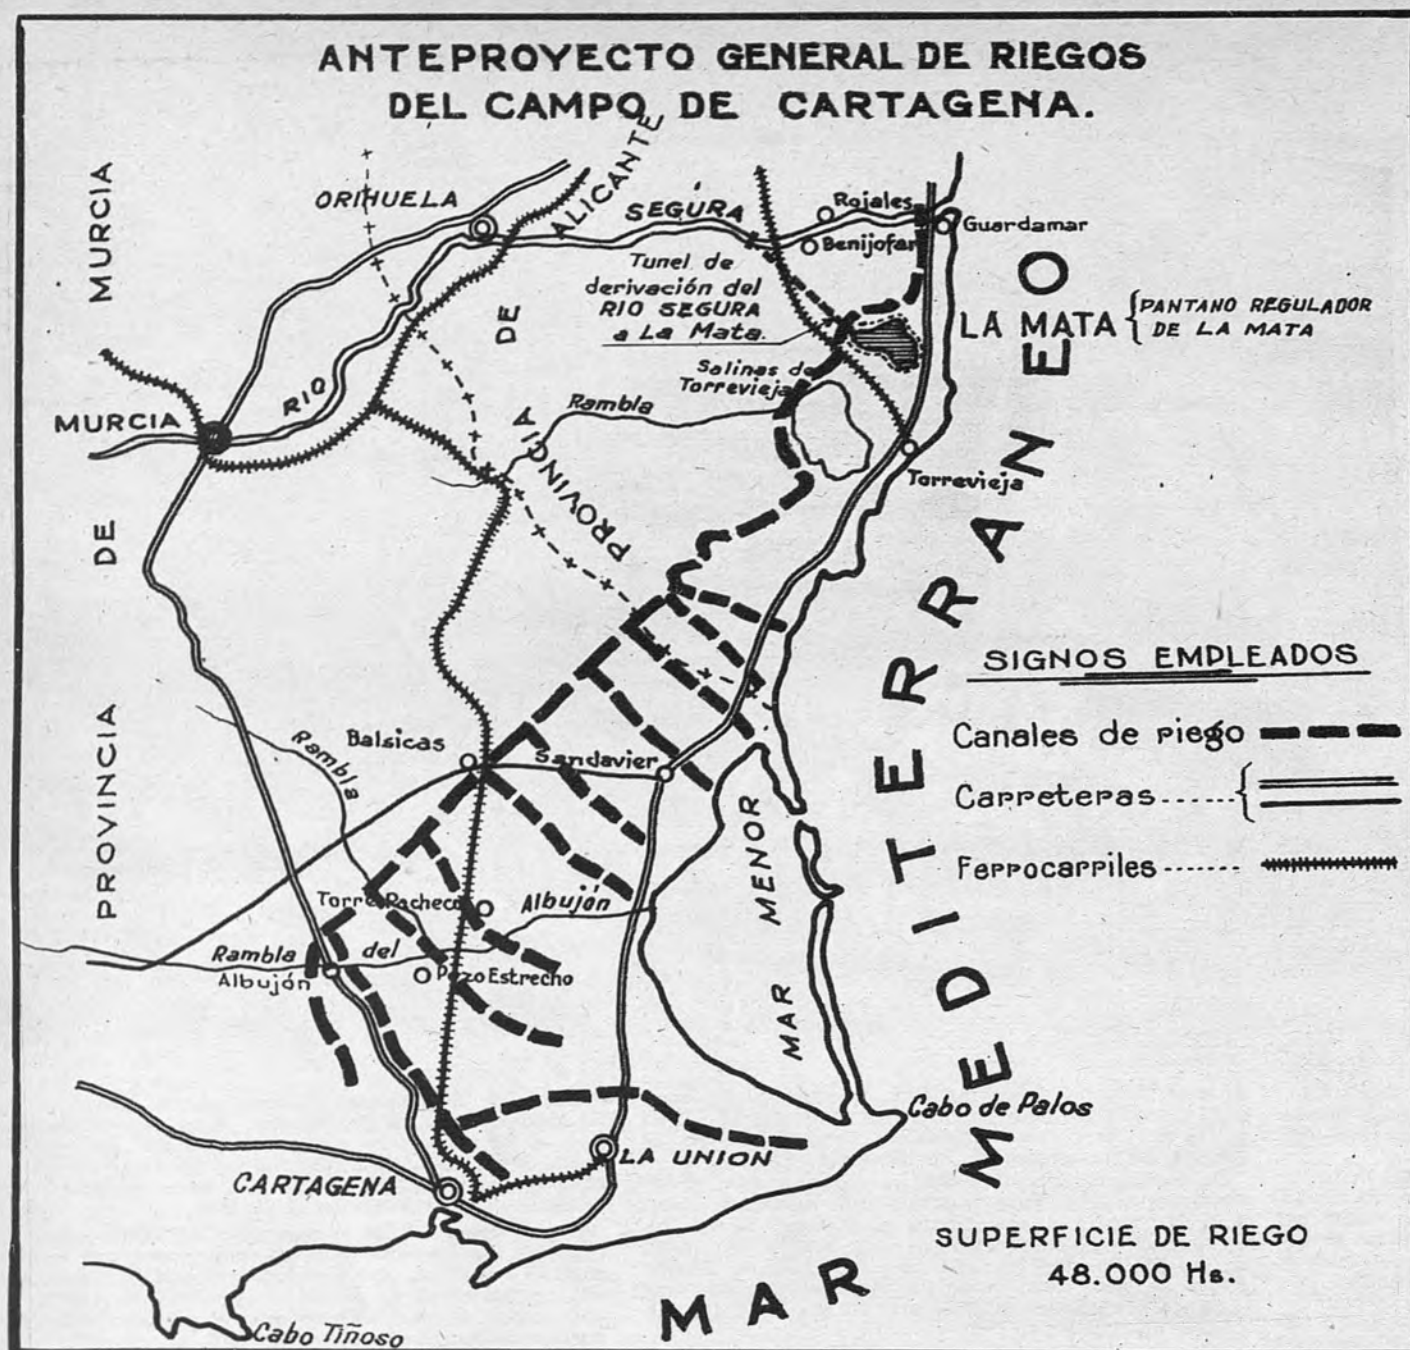 ANTEPROYECTO GENERAL DE RIEGOS
DEL CAMPO DE CARTAGENA.
PROVINCIA DE MURCIA
PROVINCIA DE ALICANTE
ORIHUELA
RIO SEGURA
Rojales
Benijofar
Guardamar
Tunel de
derivación del
RIO SEGURA
a La Mata.
LA MATA
PANTANO REGULADOR
DE LA MATA
Salinas de
Torrevieja
Rambla
MURCIA
Torrevieja
SIGNOS EMPLEADOS
Canales de riego
Carreteras
Ferrocarriles
Rambla
Balsicas
Sandavier
Torre Pacheco
Albujón
Rambla del
Albujón
Pozo Estrecho
MAR MENOR
Cabo de Palos
LA UNION
CARTAGENA
MAR MEDITERRANEO
SUPERFICIE DE RIEGO
48.000 Hs.
Cabo Tiñoso